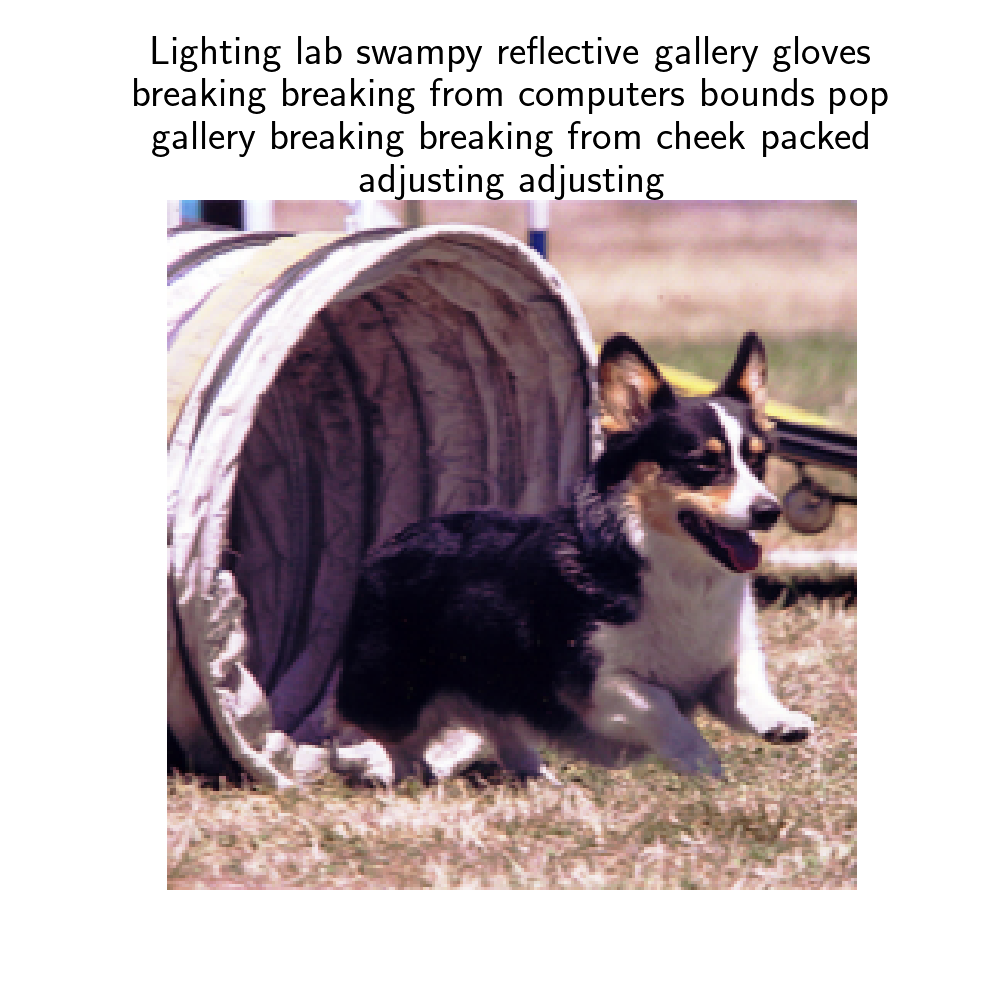 Lighting lab swampy reflective gallery gloves
breaking breaking from computers bounds pop
gallery breaking breaking from cheek packed
adjusting adjusting